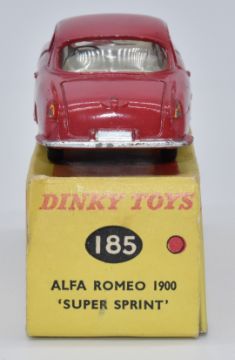 DINKY TOYS
185
ALFA ROMEO 1900
'SUPER SPRINT'